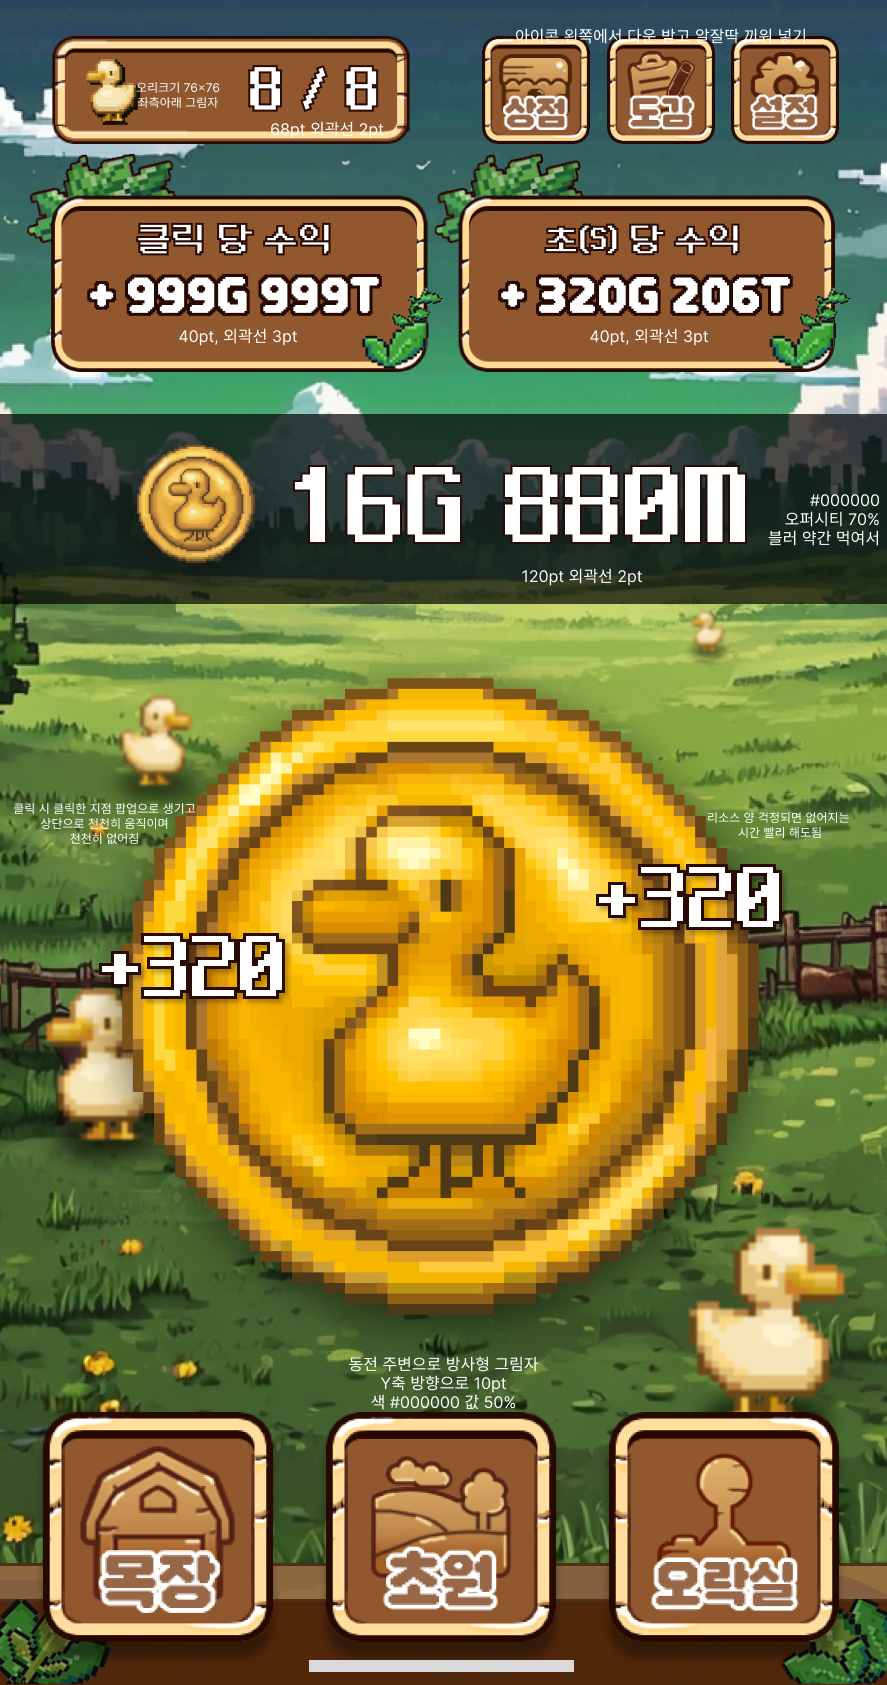 아이콘 왼쪽에서 다운 받고 알잘딱 끼워 넣기
오리크기 76×76
좌측아래 그림자
8 / 8
68pt 외곽선 2pt
상점
도감
설정
클릭 당 수익
+ 999G 999T
40pt, 외곽선 3pt
초(S) 당 수익
+ 320G 206T
40pt, 외곽선 3pt
16G 880M
#000000
오퍼시티 70%
블러 약간 먹여서
120pt 외곽선 2pt
클릭 시 클릭한 지점 팝업으로 생기고
상단으로 천천히 움직이며
천천히 없어짐
리소스 양 걱정되면 없어지는
시간 빨리 해도됨
+320
+320
동전 주변으로 방사형 그림자
Y축 방향으로 10pt
색 #000000 값 50%
목장
초원
오락실